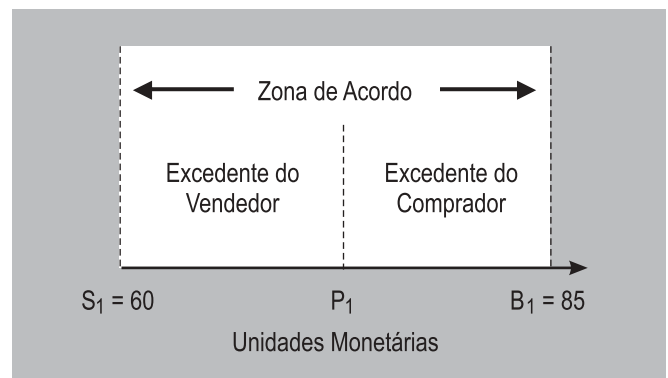 Zona de Acordo
Excedente do
Vendedor
Excedente do
Comprador
S1 = 60
P1
B1 = 85
Unidades Monetárias